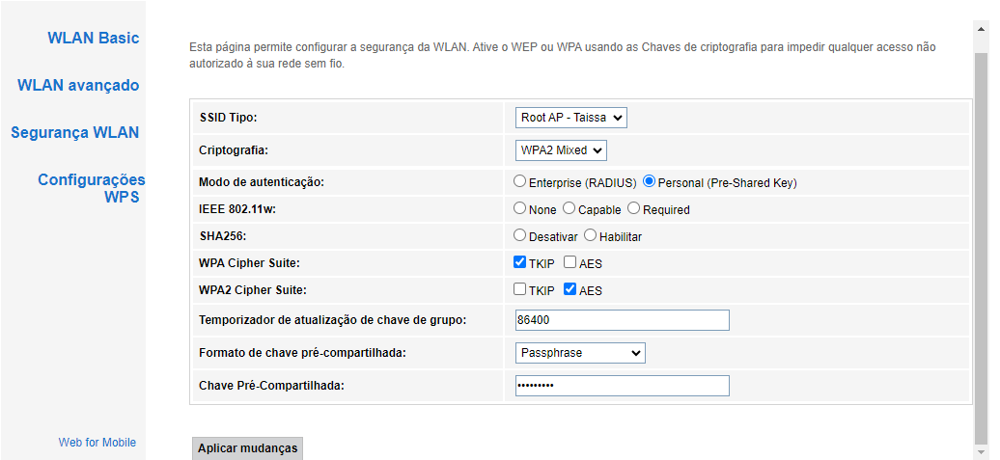 WLAN Basic
WLAN avançado
Segurança WLAN
Configurações
WPS
Web for Mobile
Esta página permite configurar a segurança da WLAN. Ative o WEP ou WPA usando as Chaves de criptografia para impedir qualquer acesso não
autorizado à sua rede sem fio.
SSID Tipo: Root AP - Taissa
Criptografia: WPA2 Mixed
Modo de autenticação: Enterprise (RADIUS) Personal (Pre-Shared Key)
IEEE 802.11w: None Capable Required
SHA256: Desativar Habilitar
WPA Cipher Suite: TKIP AES
WPA2 Cipher Suite: TKIP AES
Temporizador de atualização de chave de grupo: 86400
Formato de chave pré-compartilhada: Passphrase
Chave Pré-Compartilhada: •••••••••
Aplicar mudanças